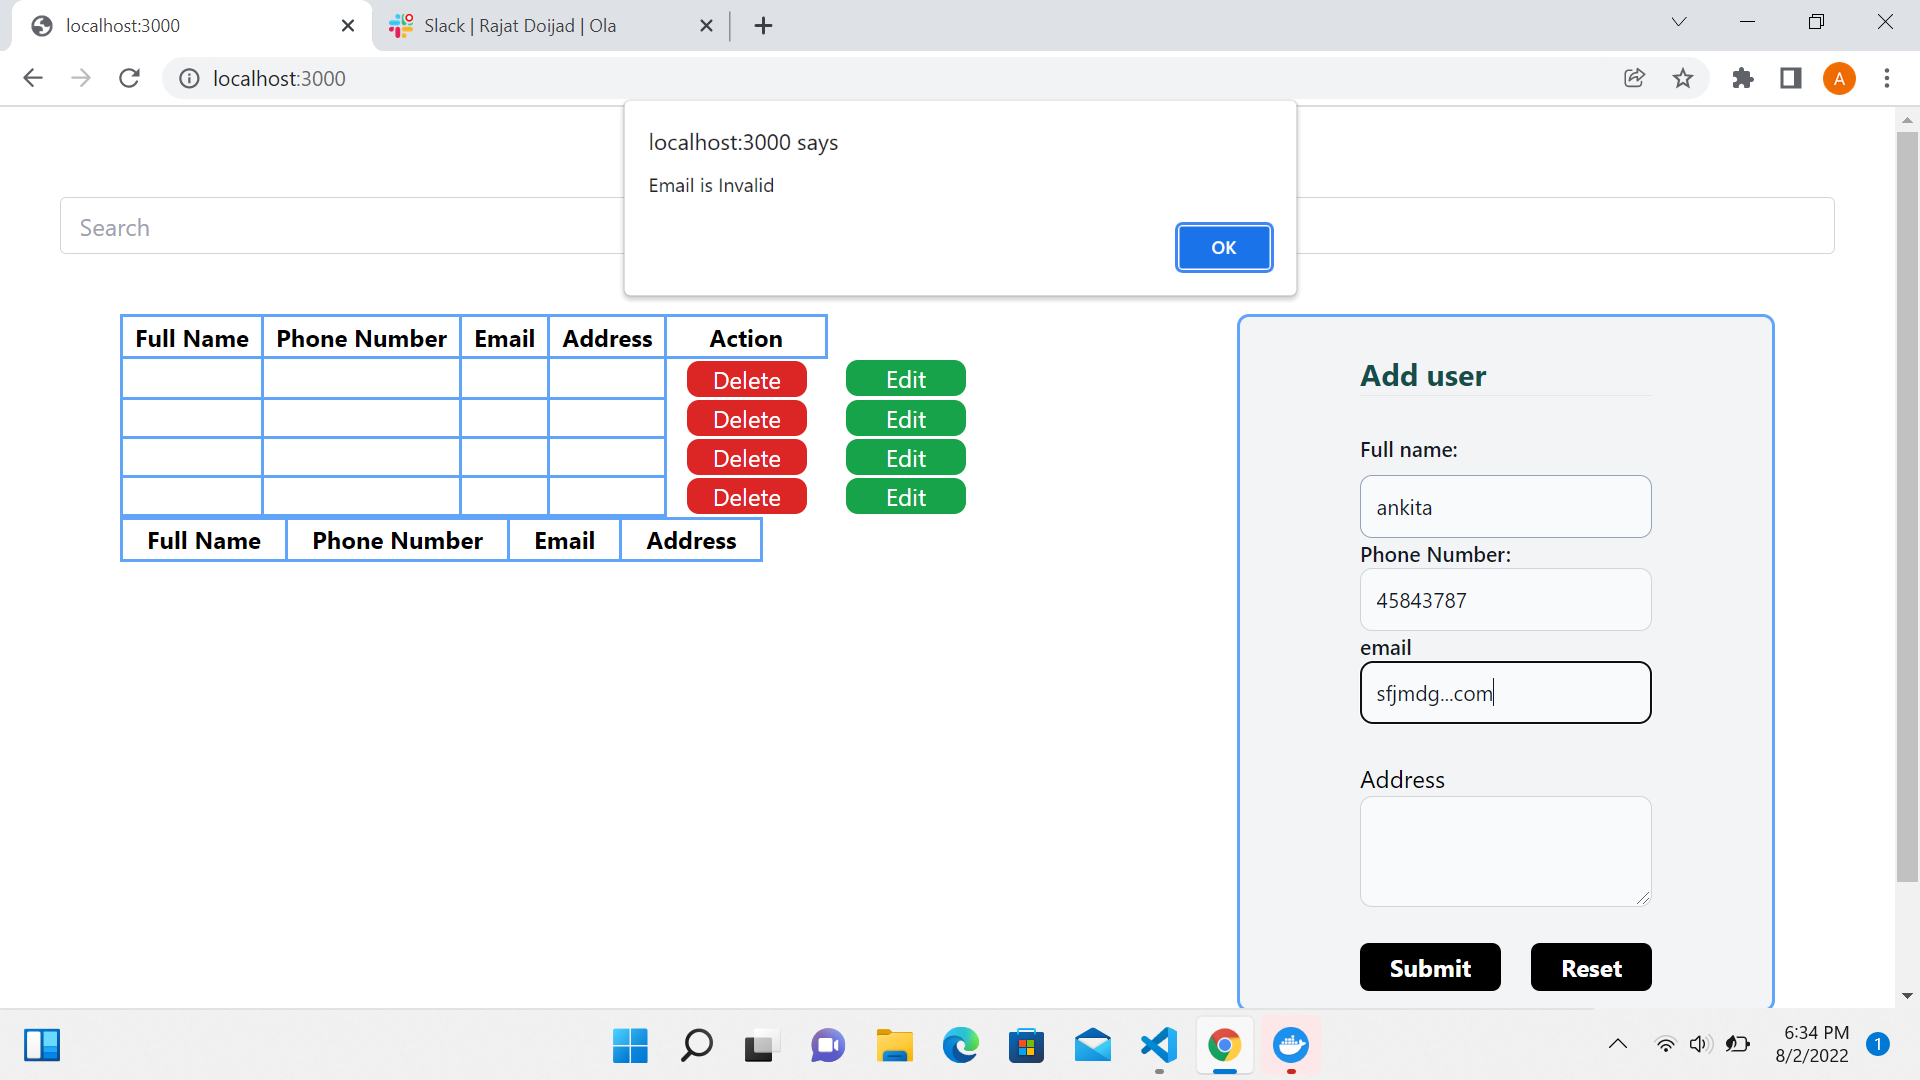 localhost:3000
Slack | Rajat Doijad | Ola
localhost:3000
A
localhost:3000 says
Email is Invalid
OK
Search
Full Name Phone Number Email Address Action
Delete Edit
Delete Edit
Delete Edit
Delete Edit
Full Name Phone Number Email Address
Add user
Full name:
ankita
Phone Number:
45843787
email
sfjmdg...com
Address
Submit Reset
6:34 PM
8/2/2022
1